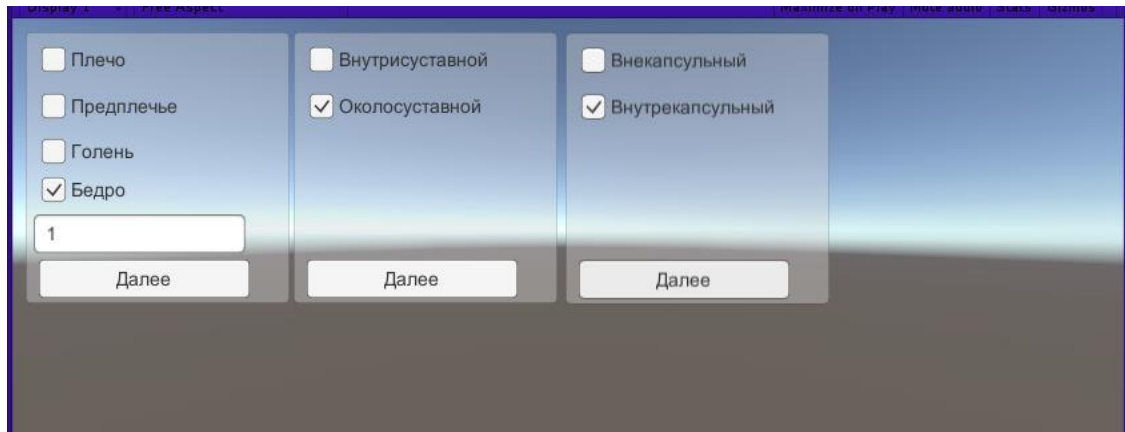 Display 1 Free Aspect Maximize on Play Mute audio Stats Gizmos
Плечо
Предплечье
Голень
Бедро
1
Далее
Внутрисуставной
Околосуставной
Далее
Внекапсульный
Внутрекапсульный
Далее